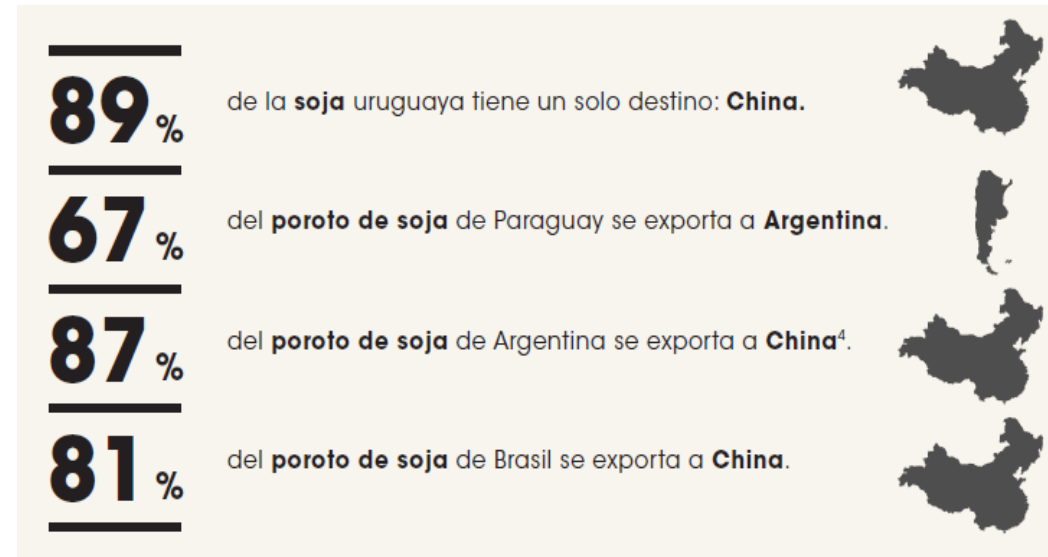 89% de la soja uruguaya tiene un solo destino: China.
67% del poroto de soja de Paraguay se exporta a Argentina.
87% del poroto de soja de Argentina se exporta a China⁴.
81% del poroto de soja de Brasil se exporta a China.